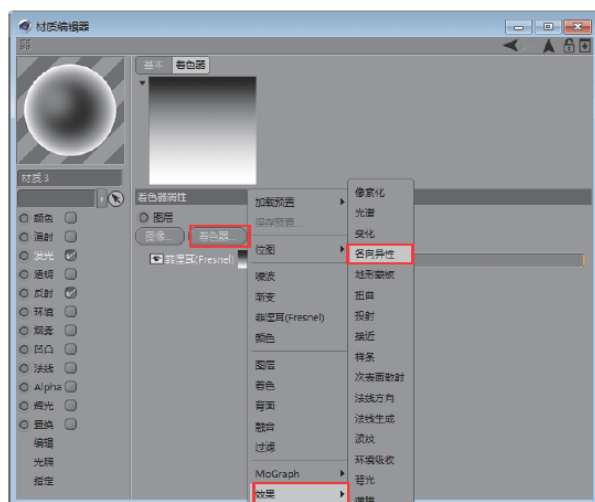 材质编辑器
基本 着色器
材质.3
着色器属性
图层
图像... 着色器...
菲涅耳(Fresnel)
颜色
漫射
发光
透明
反射
环境
烟雾
凹凸
法线
Alpha
辉光
置换
编辑
光照
指定
加载预置
保存预置...
位图
噪波
渐变
菲涅耳(Fresnel)
颜色
图层
着色
背面
融合
过滤
MoGraph
效果
像素化
光谱
变化
各向异性
地形蒙板
扭曲
投射
接近
样条
次表面散射
法线方向
法线生成
波纹
环境吸收
背光
薄膜